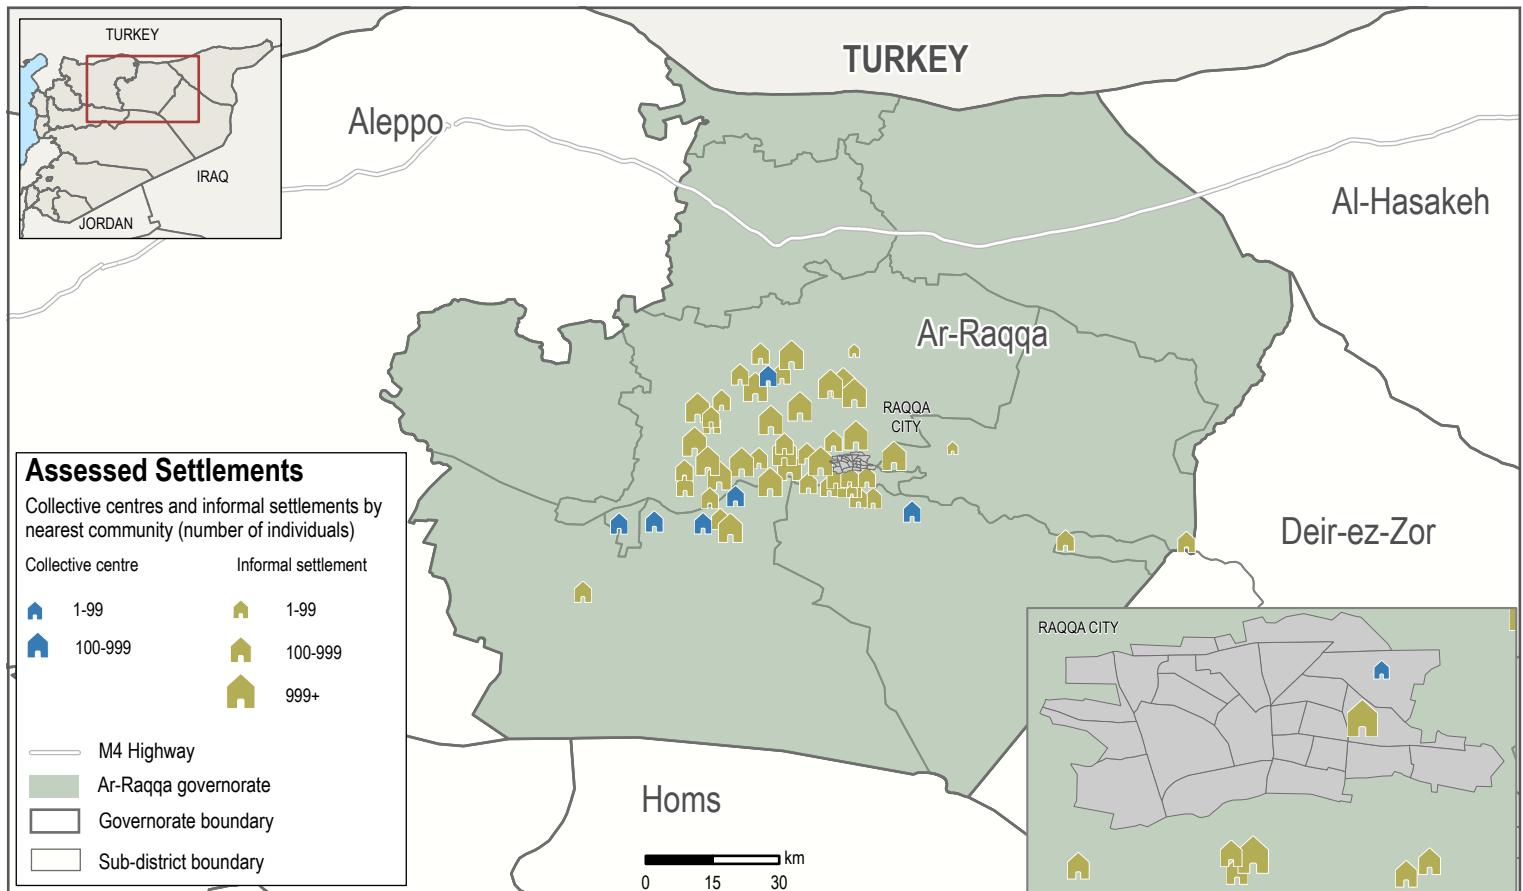 TURKEY
IRAQ
JORDAN
TURKEY
Aleppo
Al-Hasakeh
Ar-Raqqa
RAQQA
CITY
Deir-ez-Zor
Homs
Assessed Settlements
Collective centres and informal settlements by
nearest community (number of individuals)
Collective centre
Informal settlement
1-99
1-99
100-999
100-999
999+
M4 Highway
Ar-Raqqa governorate
Governorate boundary
Sub-district boundary
km
0 15 30
RAQQA CITY